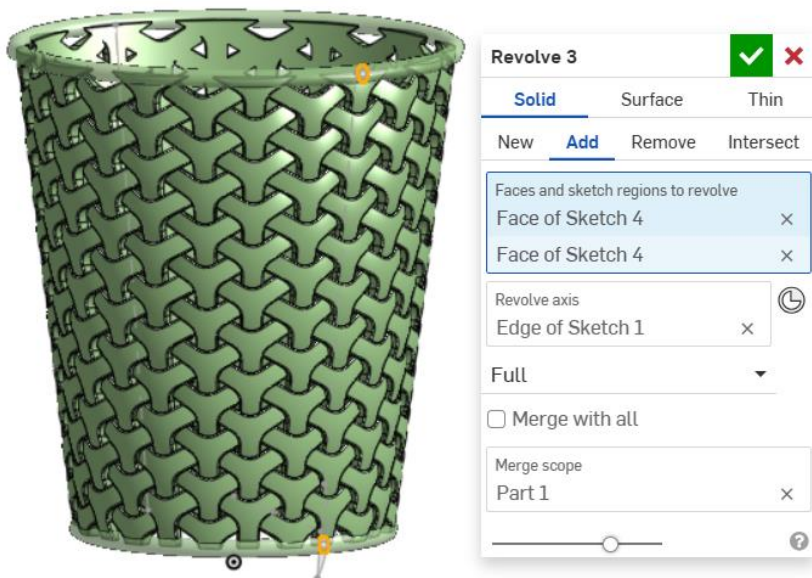 Revolve 3
Solid Surface Thin
New Add Remove Intersect
Faces and sketch regions to revolve
Face of Sketch 4
Face of Sketch 4
Revolve axis
Edge of Sketch 1
Full
Merge with all
Merge scope
Part 1